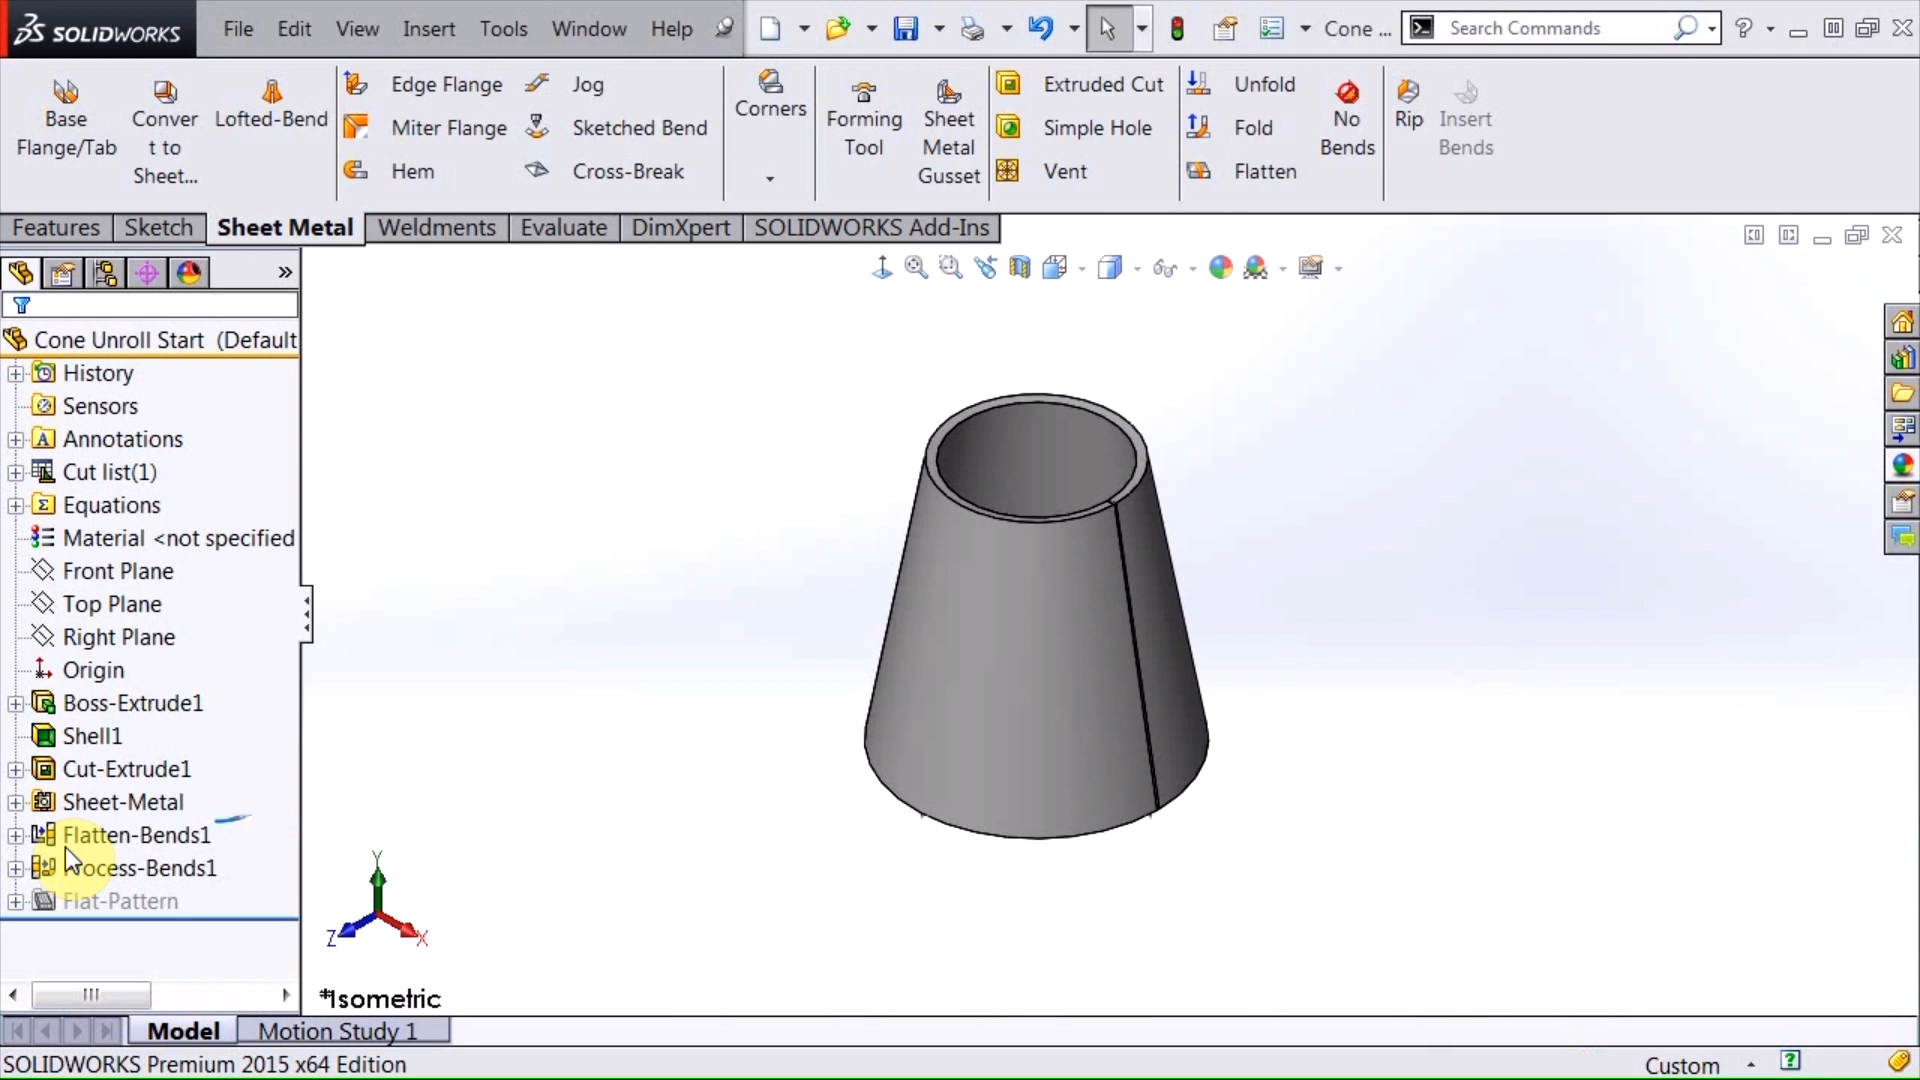 SOLIDWORKS File Edit View Insert Tools Window Help Cone ... Search Commands ?
Base Flange/Tab
Conver t to Sheet...
Lofted-Bend
Edge Flange
Miter Flange
Hem
Jog
Sketched Bend
Cross-Break
Corners
Forming Tool
Sheet Metal Gusset
Extruded Cut
Simple Hole
Vent
Unfold
Fold
Flatten
No Bends
Rip
Insert Bends
Features Sketch Sheet Metal Weldments Evaluate DimXpert SOLIDWORKS Add-Ins
Cone Unroll Start (Default
History
Sensors
Annotations
Cut list(1)
Equations
Material <not specified
Front Plane
Top Plane
Right Plane
Origin
Boss-Extrude1
Shell1
Cut-Extrude1
Sheet-Metal
Flatten-Bends1
ocess-Bends1
Flat-Pattern
Y
Z
X
*Isometric
Model Motion Study 1
SOLIDWORKS Premium 2015 x64 Edition
Custom